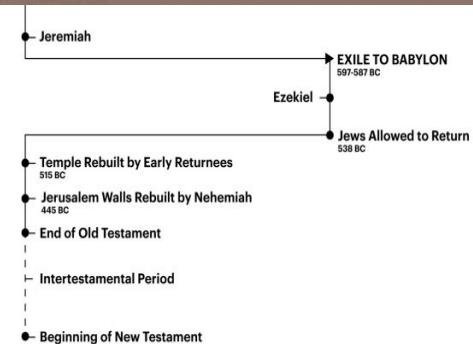 Jeremiah
EXILE TO BABYLON
597-587 BC
Ezekiel
Jews Allowed to Return
538 BC
Temple Rebuilt by Early Returnees
515 BC
Jerusalem Walls Rebuilt by Nehemiah
445 BC
End of Old Testament
Intertestamental Period
Beginning of New Testament